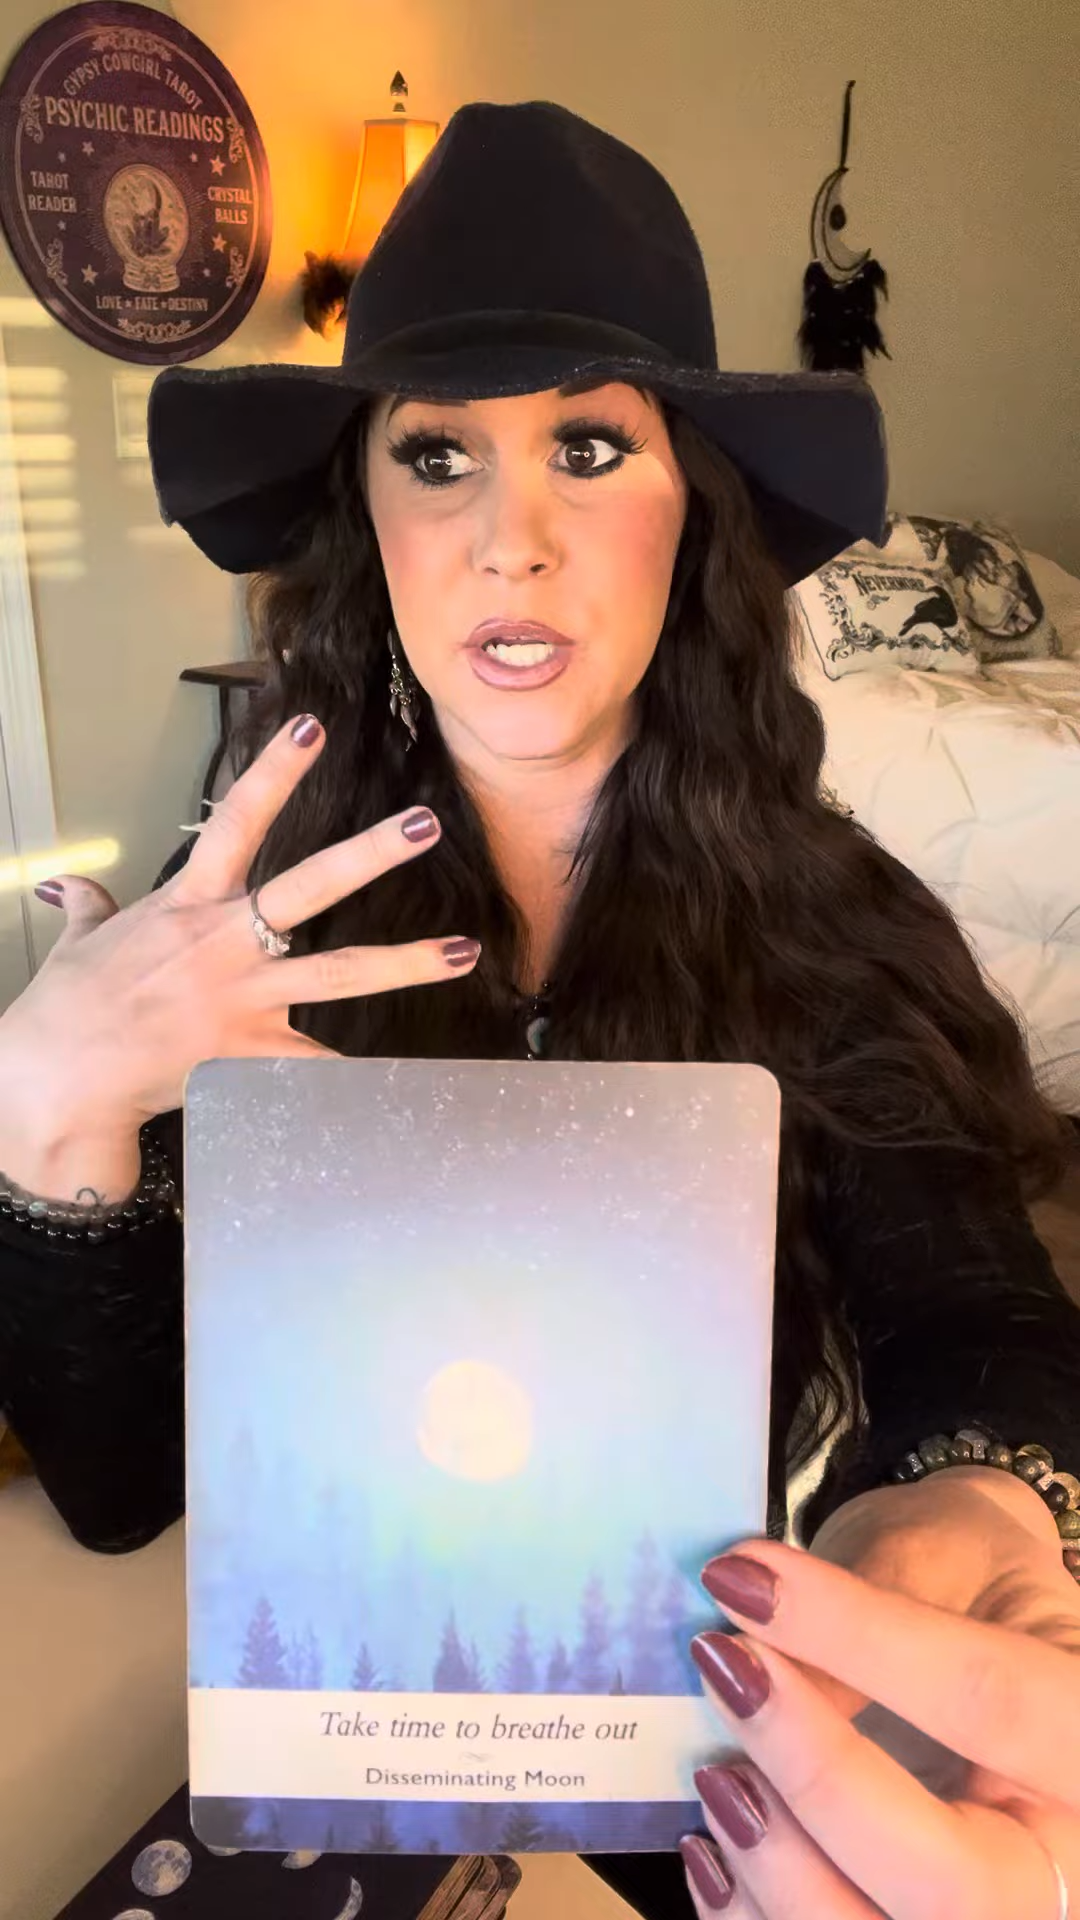 GYPSY COWGIRL TAROT
PSYCHIC READINGS
TAROT
READER
CRYSTAL
BALLS
LOVE ★ FATE ★ DESTINY
NEVERMORE
Take time to breathe out
Disseminating Moon